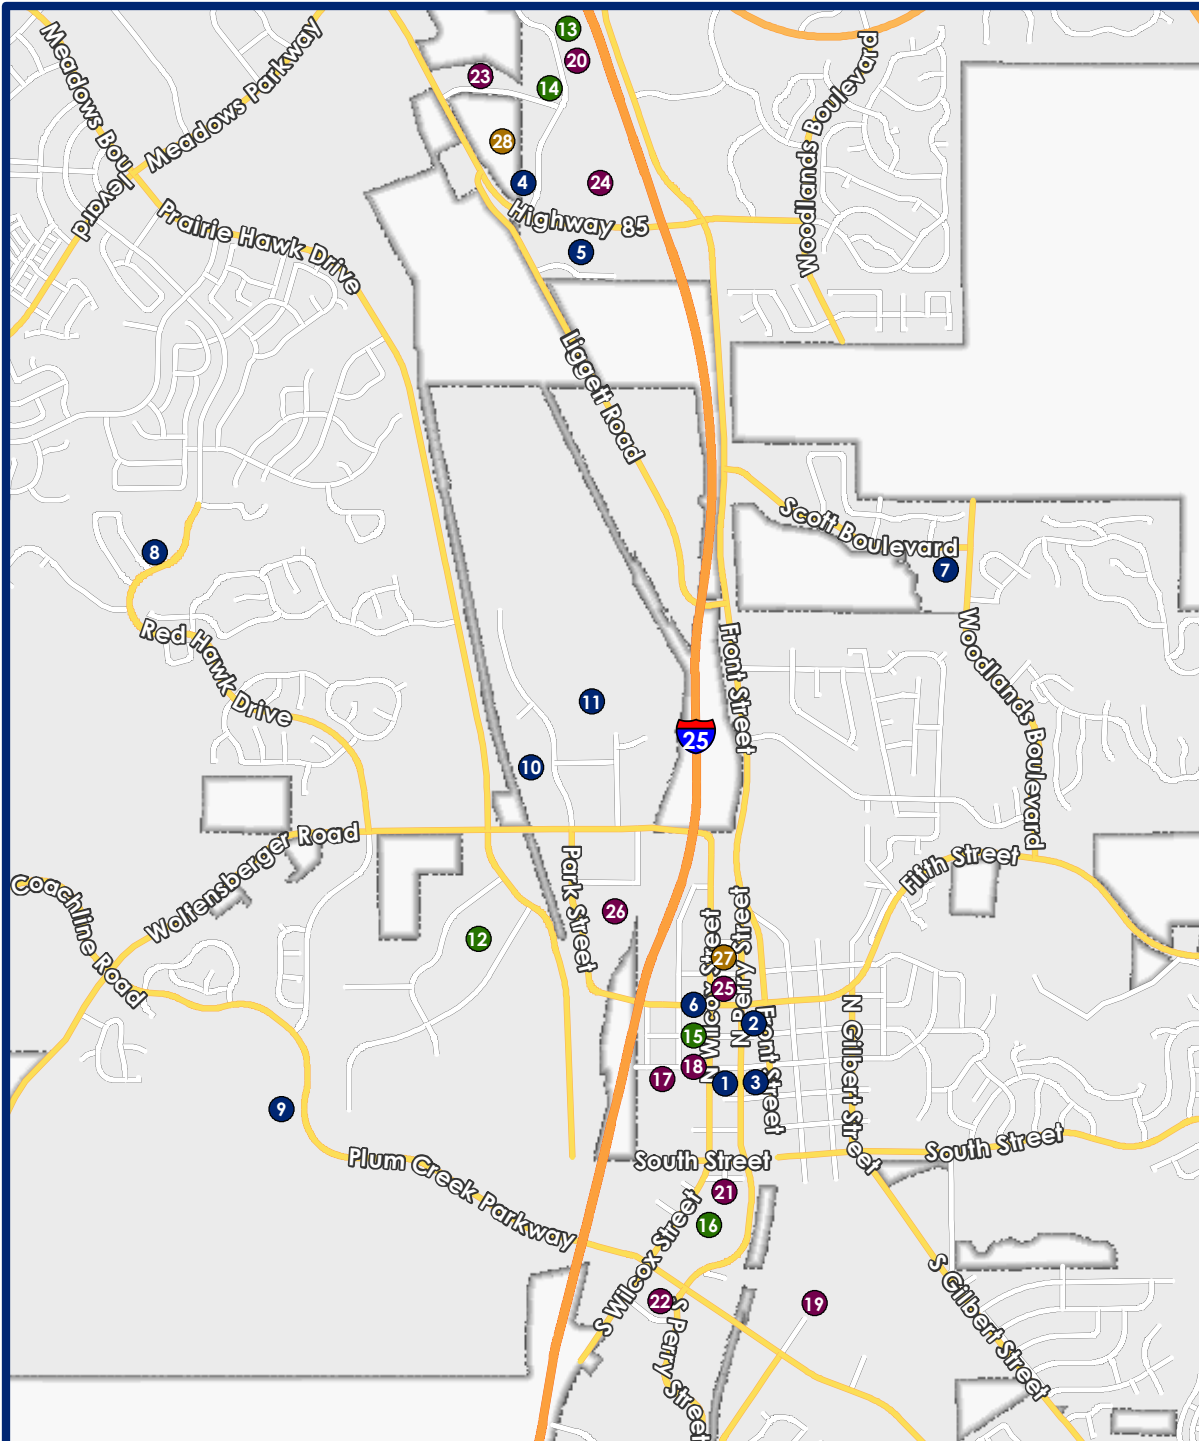 13
20
23
14
Meadows Boulevard
Meadows Parkway
Woodlands Boulevard
28
4
24
Highway 85
Prairie Hawk Drive
5
Liggett Road
Scott Boulevard
8
7
Red Hawk Drive
Front Street
Woodlands Boulevard
11
25
10
Wolfensberger Road
Fifth Street
Coachline Road
Park Street
26
12
N Wilcox Street
N Perry Street
27
25
6
2
15
Front Street
N Gilbert Street
18
17
1
3
9
South Street
South Street
Plum Creek Parkway
21
16
S Wilcox Street
S Gilbert Street
22
19
S Perry Street